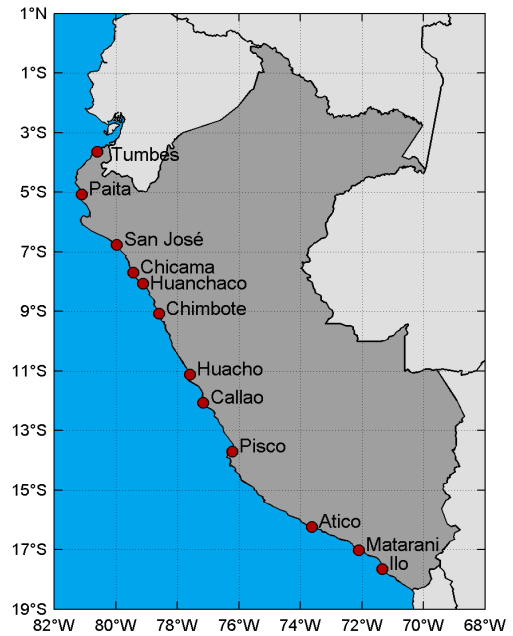 1°N
1°S
3°S
Tumbes
5°S
Paita
San José
7°S
Chicama
Huanchaco
9°S
Chimbote
11°S
Huacho
Callao
13°S
Pisco
15°S
Atico
17°S
Matarani
Ilo
19°S
82°W 80°W 78°W 76°W 74°W 72°W 70°W 68°W